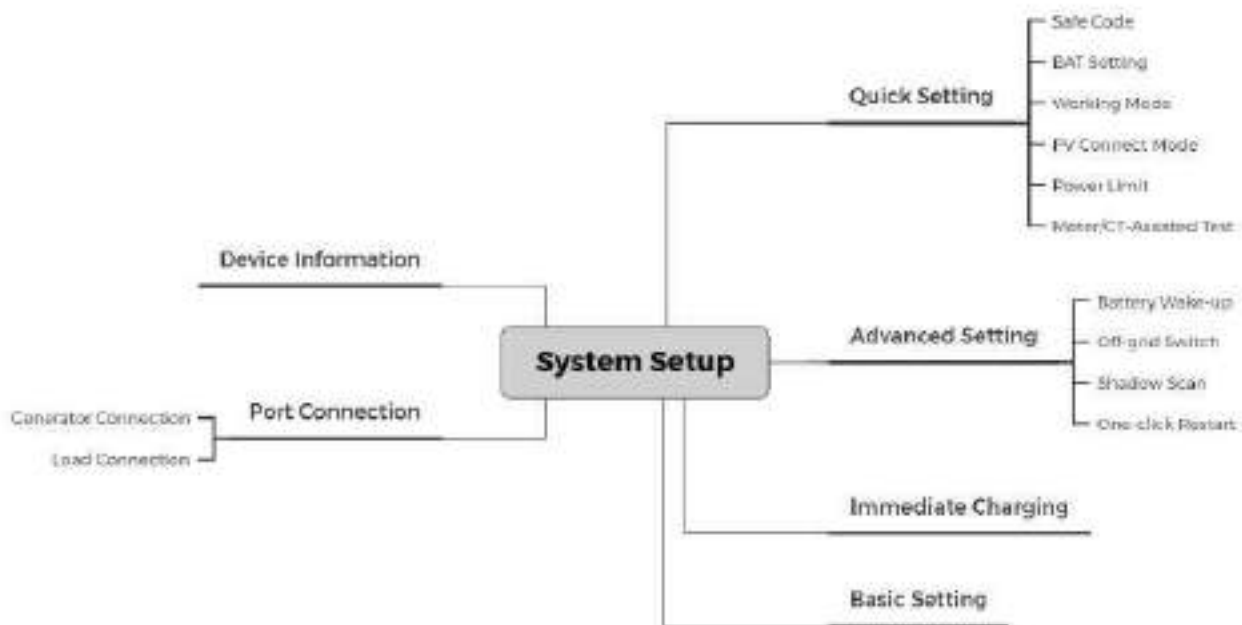 Safe Code
BAT Setting
Quick Setting
Working Mode
PV Connect Mode
Power Limit
Meter/CT-Assisted Test
Device Information
Battery Wake-up
Advanced Setting
Off-grid Switch
System Setup
Shadow Scan
One-click Restart
Port Connection
Generator Connection
Load Connection
Immediate Charging
Basic Setting